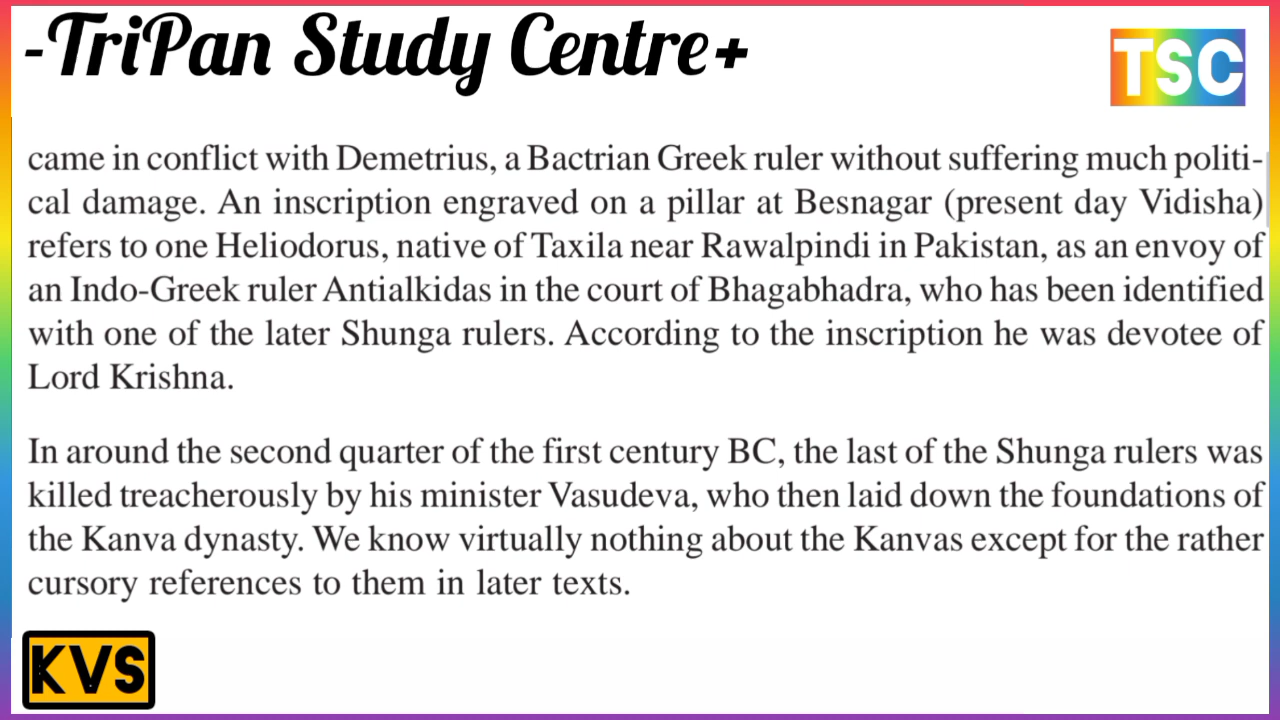 -TriPan Study Centre+
TSC
came in conflict with Demetrius, a Bactrian Greek ruler without suffering much politi-
cal damage. An inscription engraved on a pillar at Besnagar (present day Vidisha)
refers to one Heliodorus, native of Taxila near Rawalpindi in Pakistan, as an envoy of
an Indo-Greek ruler Antialkidas in the court of Bhagabhadra, who has been identified
with one of the later Shunga rulers. According to the inscription he was devotee of
Lord Krishna.
In around the second quarter of the first century BC, the last of the Shunga rulers was
killed treacherously by his minister Vasudeva, who then laid down the foundations of
the Kanva dynasty. We know virtually nothing about the Kanvas except for the rather
cursory references to them in later texts.
KVS